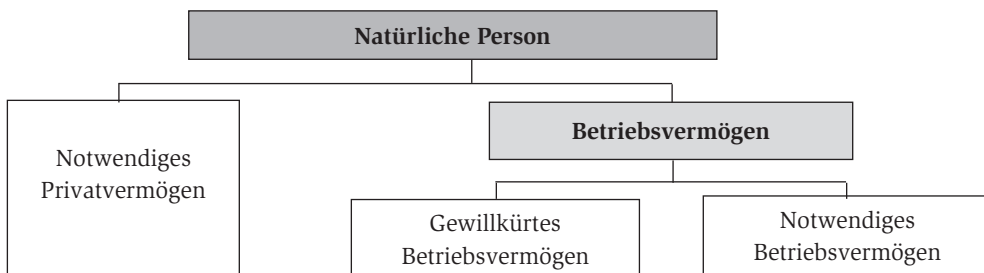 Natürliche Person
Betriebsvermögen
Notwendiges
Privatvermögen
Gewillkürtes
Betriebsvermögen
Notwendiges
Betriebsvermögen